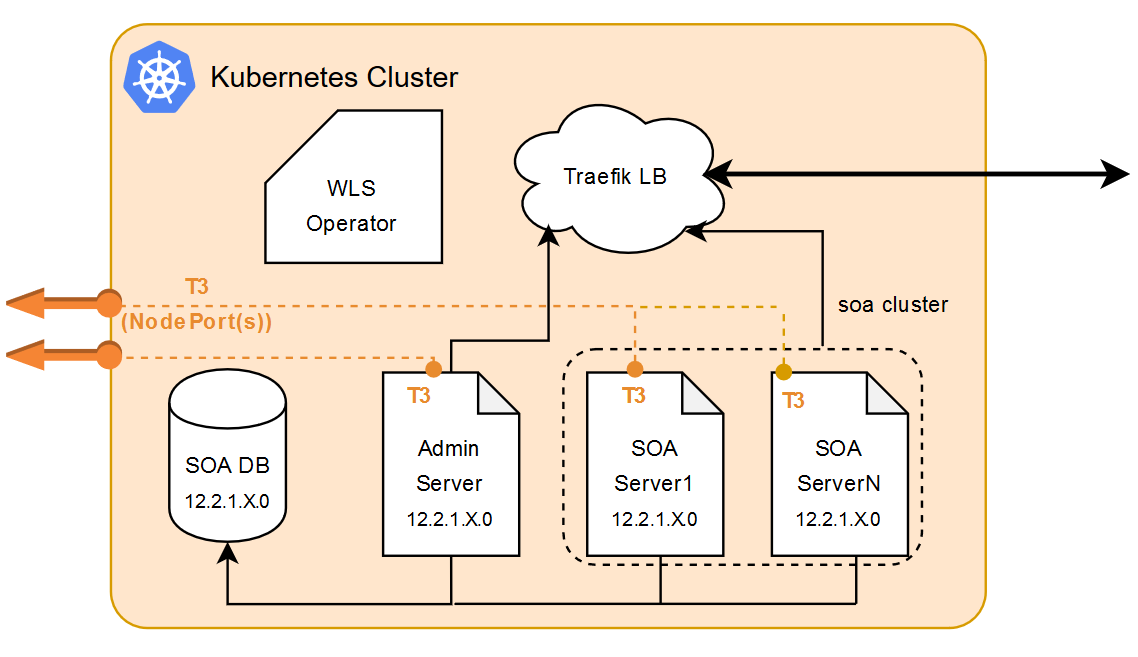 Kubernetes Cluster
WLS
Operator
Traefik LB
T3
(NodePort(s))
soa cluster
T3
T3
T3
SOA DB
12.2.1.X.0
Admin
Server
12.2.1.X.0
SOA
Server1
12.2.1.X.0
SOA
ServerN
12.2.1.X.0